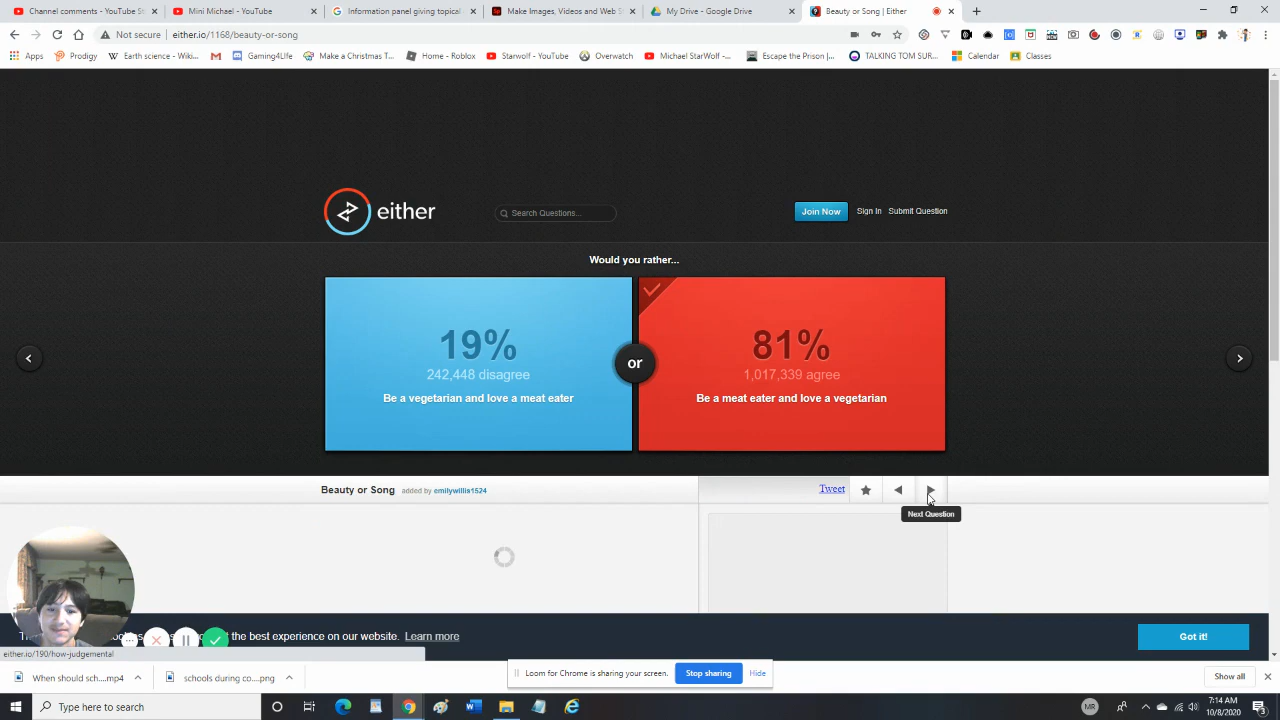 Channel comments - YouTube St
Mini Michael - YouTube
Information panel giving topical
Make Images, Videos and Web S
My Drive - Google Drive
Beauty or Song | Either
Not secure
either.io/1168/beauty-or-song
Apps
Prodigy
Earth science - Wiki...
Gaming4Life
Make a Christmas T...
Home - Roblox
Starwolf - YouTube
Overwatch
Michael StarWolf -...
Escape the Prison |...
TALKING TOM SUR...
Calendar
Classes
either
Search Questions...
Join Now
Sign In
Submit Question
Would you rather...
19%
242,448 disagree
Be a vegetarian and love a meat eater
or
81%
1,017,339 agree
Be a meat eater and love a vegetarian
Beauty or Song added by emilywillis1524
Tweet
Next Question
the best experience on our website. Learn more
Got it!
either.io/190/how-judgemental
When should sch....mp4
schools during co....png
Loom for Chrome is sharing your screen.
Stop sharing
Hide
Show all
Type here to search
MR
7:14 AM
10/8/2020